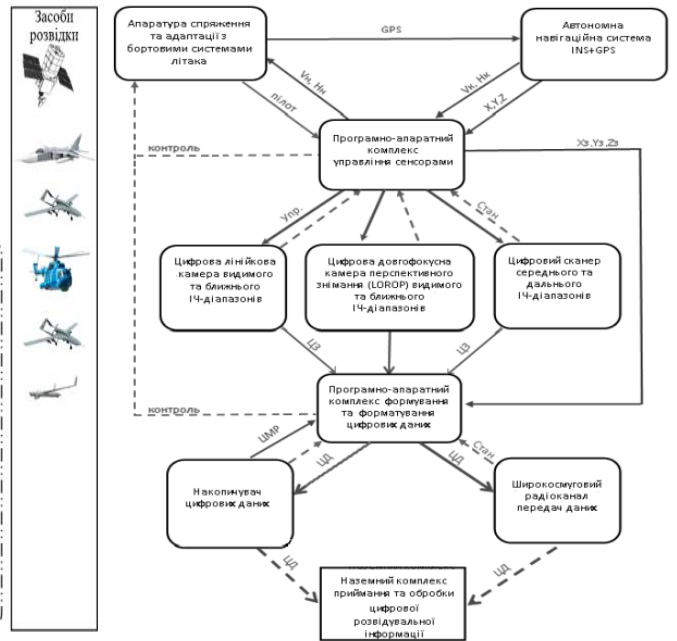 Засоби
розвідки
Апаратура спряження
та адаптації з
бортовими системами
літака
GPS
Автономна
навігаційна система
INS+GPS
Vн, Нн
пілот
Vк, Нк
X,Y,Z
Програмно-апаратний
комплекс
управління сенсорами
контроль
Xз,Yз,Zз
Упр.
Стан
Цифрова лінійкова
камера видимого
та ближнього
ІЧ-діапазонів
Цифрова довгофокусна
камера перспективного
знімання (LOROP) видимого
та ближнього
ІЧ-діапазонів
Цифровий сканер
середнього та
дального
ІЧ-діапазонів
ЦЗ
ЦЗ
Програмно-апаратний
комплекс формування
та форматування
цифрових даних
контроль
ЦМР
ЦД
ЦД
Стан
Накопичувач
цифрових даних
Широкосмуговий
радіоканал
передач даних
ЦД
ЦД
Наземний комплекс
приймання та обробки
цифрової
розвідувальної
інформації